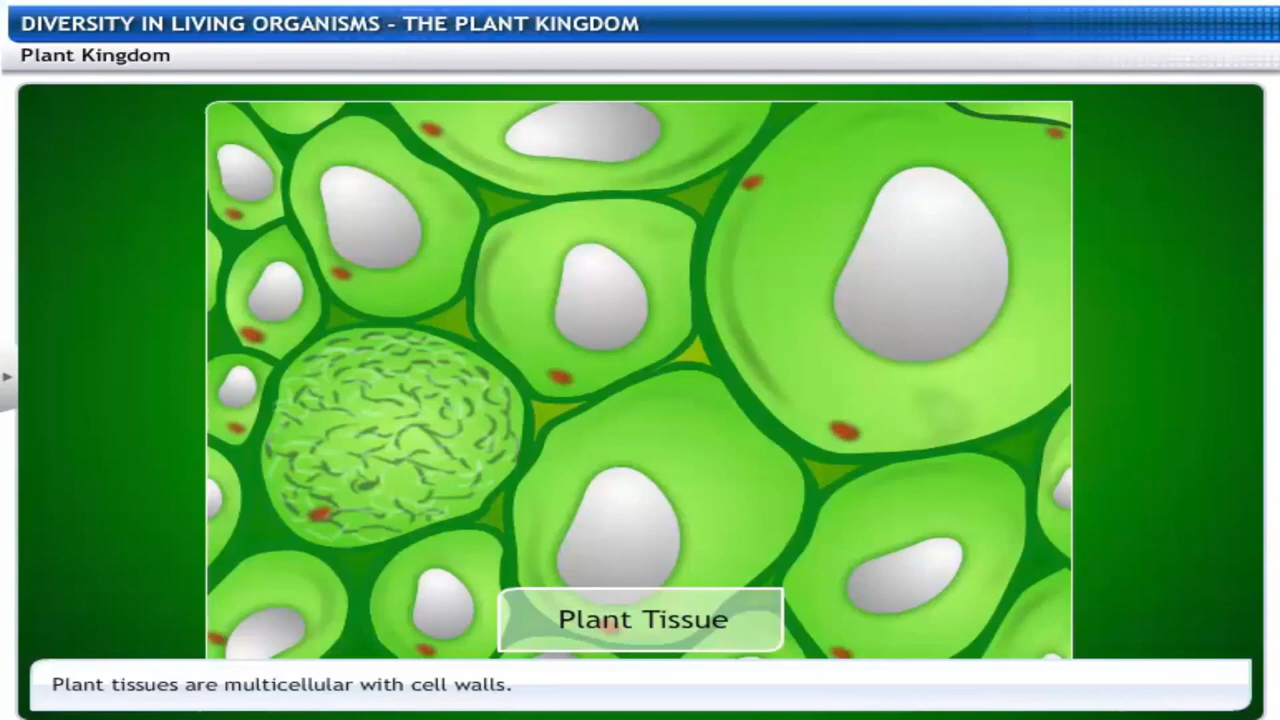 DIVERSITY IN LIVING ORGANISMS - THE PLANT KINGDOM
Plant Kingdom
Plant Tissue
Plant tissues are multicellular with cell walls.